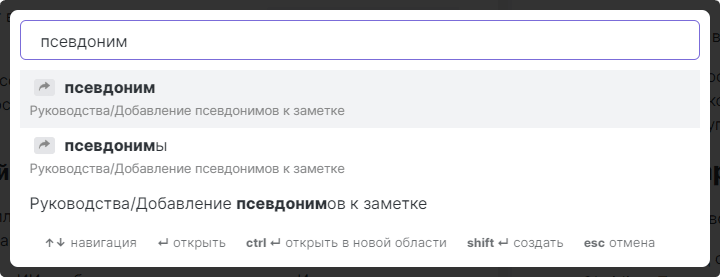 псевдоним
псевдоним
Руководства/Добавление псевдонимов к заметке
псевдонимы
Руководства/Добавление псевдонимов к заметке
Руководства/Добавление псевдонимов к заметке
↑↓ навигация ↵ открыть ctrl ↵ открыть в новой области shift ↵ создать esc отмена